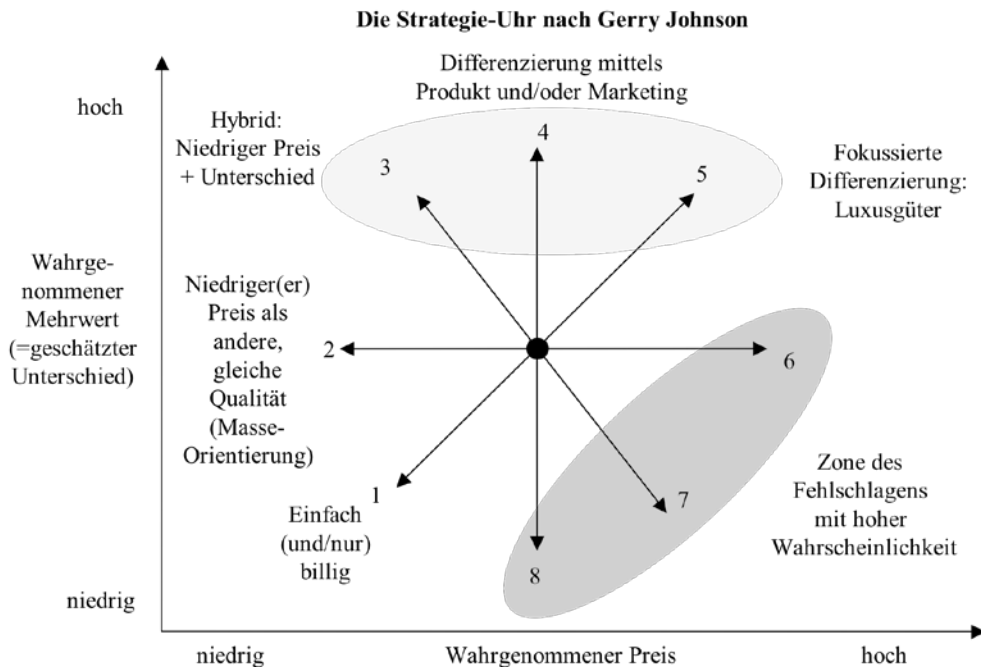 Die Strategie-Uhr nach Gerry Johnson
Differenzierung mittels
Produkt und/oder Marketing
hoch
Hybrid:
Niedriger Preis
+ Unterschied
3
4
5
Fokussierte
Differenzierung:
Luxusgüter
Wahrge-
nommener
Mehrwert
(=geschätzter
Unterschied)
Niedriger(er)
Preis als
andere,
gleiche
Qualität
(Masse-
Orientierung)
2
6
1
Einfach
(und/nur)
billig
7
8
Zone des
Fehlschlagens
mit hoher
Wahrscheinlichkeit
niedrig
niedrig
Wahrgenommener Preis
hoch